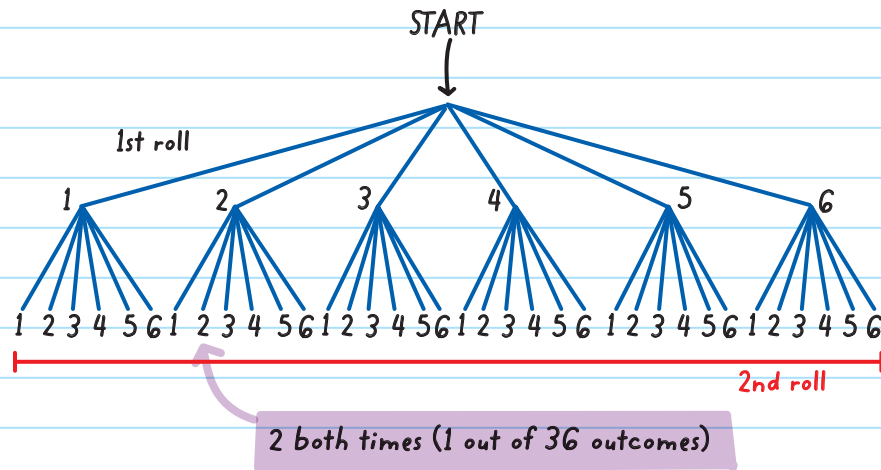 START
1st roll
1 2 3 4 5 6
1 2 3 4 5 6 1 2 3 4 5 6 1 2 3 4 5 6 1 2 3 4 5 6 1 2 3 4 5 6 1 2 3 4 5 6
2nd roll
2 both times (1 out of 36 outcomes)